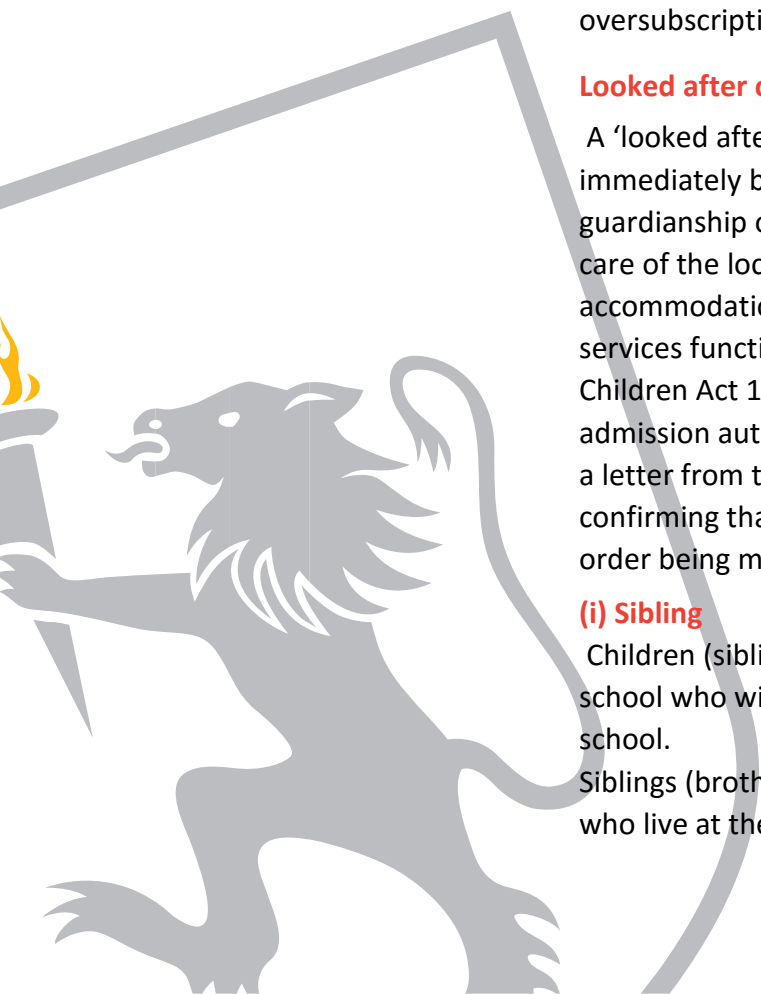 oversubscripti
Looked after c
A ‘looked afte
immediately b
guardianship o
care of the loc
accommodatio
services functi
Children Act 1
admission aut
a letter from t
confirming tha
order being m
(i) Sibling
Children (sibli
school who wi
school.
Siblings (broth
who live at the